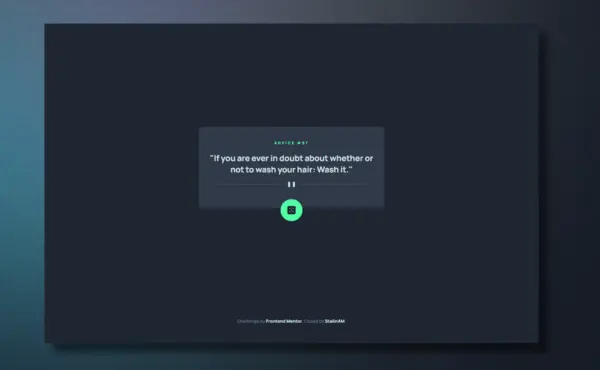 ADVICE #97
"If you are ever in doubt about whether or
not to wash your hair: Wash it."
Challenge by Frontend Mentor. Coded by StalinAM